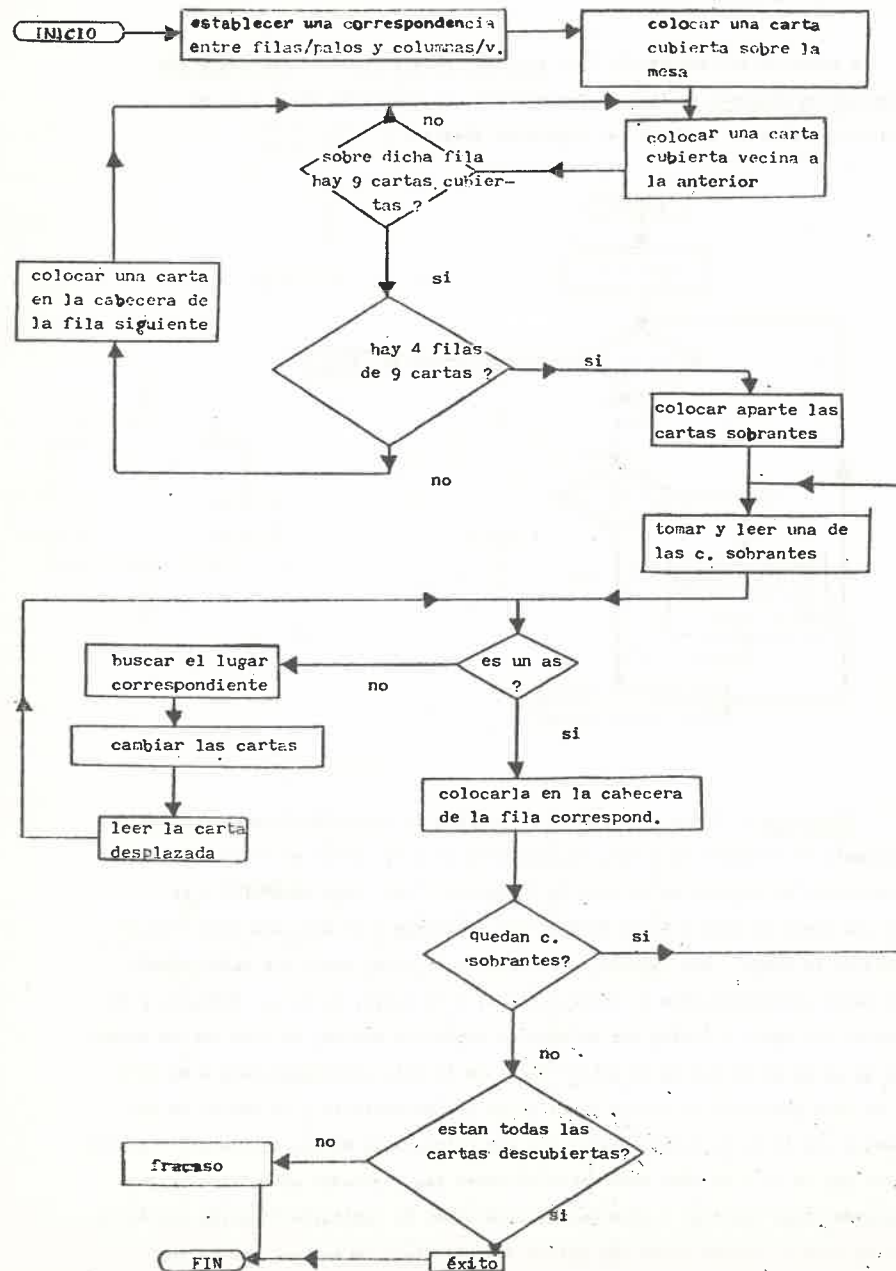 INICIO
establecer una correspondencia
entre filas/palos y columnas/v.
colocar una carta
cubierta sobre la
mesa
no
colocar una carta
cubierta vecina a
la anterior
sobre dicha fila
hay 9 cartas cubier-
tas ?
si
colocar una carta
en la cabecera de
la fila siguiente
hay 4 filas
de 9 cartas ?
si
colocar aparte las
cartas sobrantes
no
tomar y leer una de
las c. sobrantes
es un as
?
no
buscar el lugar
correspondiente
si
cambiar las cartas
colocarla en la cabecera
de la fila correspond.
leer la carta
desplazada
quedan c.
sobrantes?
si
no
estan todas las
cartas descubiertas?
no
fracaso
si
FIN
éxito